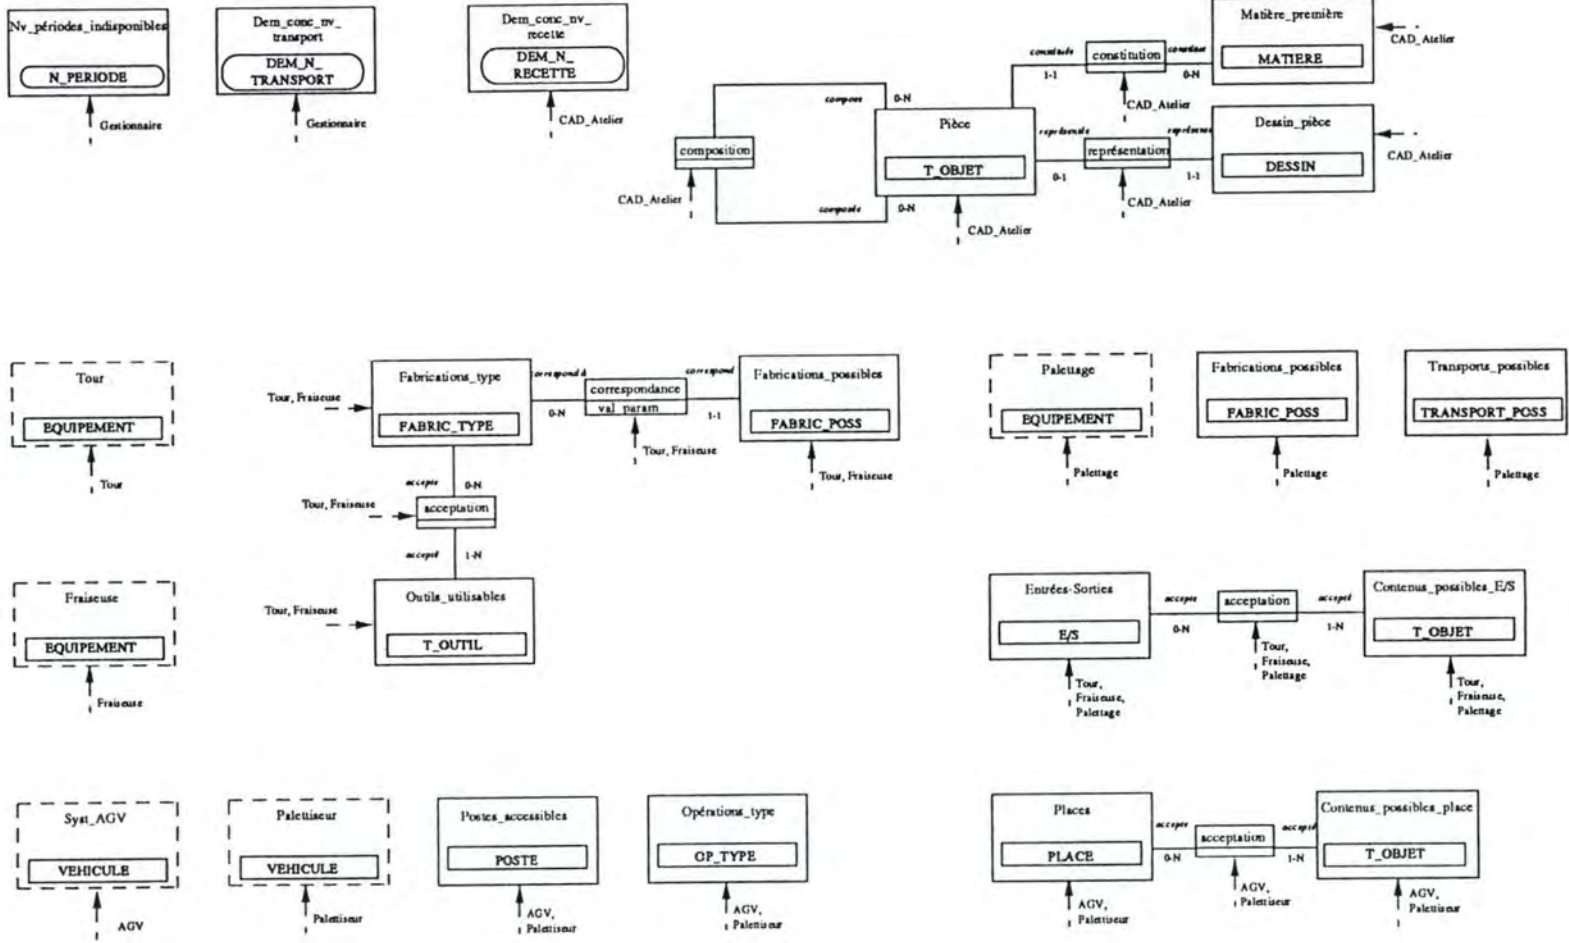 Nv_périodes_indisponibles
N_PERIODE
Gestionnaire
Dem_conc_nv_
transport
DEM_N_
TRANSPORT
Gestionnaire
Dem_conc_nv_
recette
DEM_N_
RECETTE
CAD_Atelier
composition
CAD_Atelier
compose
0-N
composée
0-N
Pièce
T_OBJET
CAD_Atelier
constituée
1-1
constitution
CAD_Atelier
constitue
0-N
Matière_première
MATIERE
CAD_Atelier
représentée
0-1
représentation
CAD_Atelier
représente
1-1
Dessin_pièce
DESSIN
CAD_Atelier
Tour
EQUIPEMENT
Tour
Tour, Fraiseuse
Fabrications_type
FABRIC_TYPE
correspond à
0-N
correspondance
val_param
Tour, Fraiseuse
correspond
1-1
Fabrications_possibles
FABRIC_POSS
Tour, Fraiseuse
Palettage
EQUIPEMENT
Palettage
Fabrications_possibles
FABRIC_POSS
Palettage
Transports_possibles
TRANSPORT_POSS
Palettage
accepte
0-N
Tour, Fraiseuse
acceptation
accepté
1-N
Fraiseuse
EQUIPEMENT
Fraiseuse
Tour, Fraiseuse
Outils_utilisables
T_OUTIL
Entrées-Sorties
E/S
Tour,
Fraiseuse,
Palettage
accepte
0-N
acceptation
Tour,
Fraiseuse,
Palettage
accepté
1-N
Contenus_possibles_E/S
T_OBJET
Tour,
Fraiseuse,
Palettage
Syst_AGV
VEHICULE
AGV
Palettiseur
VEHICULE
Palettiseur
Postes_accessibles
POSTE
AGV,
Palettiseur
Opérations_type
OP_TYPE
AGV,
Palettiseur
Places
PLACE
AGV,
Palettiseur
accepte
0-N
acceptation
AGV,
Palettiseur
accepté
1-N
Contenus_possibles_place
T_OBJET
AGV,
Palettiseur